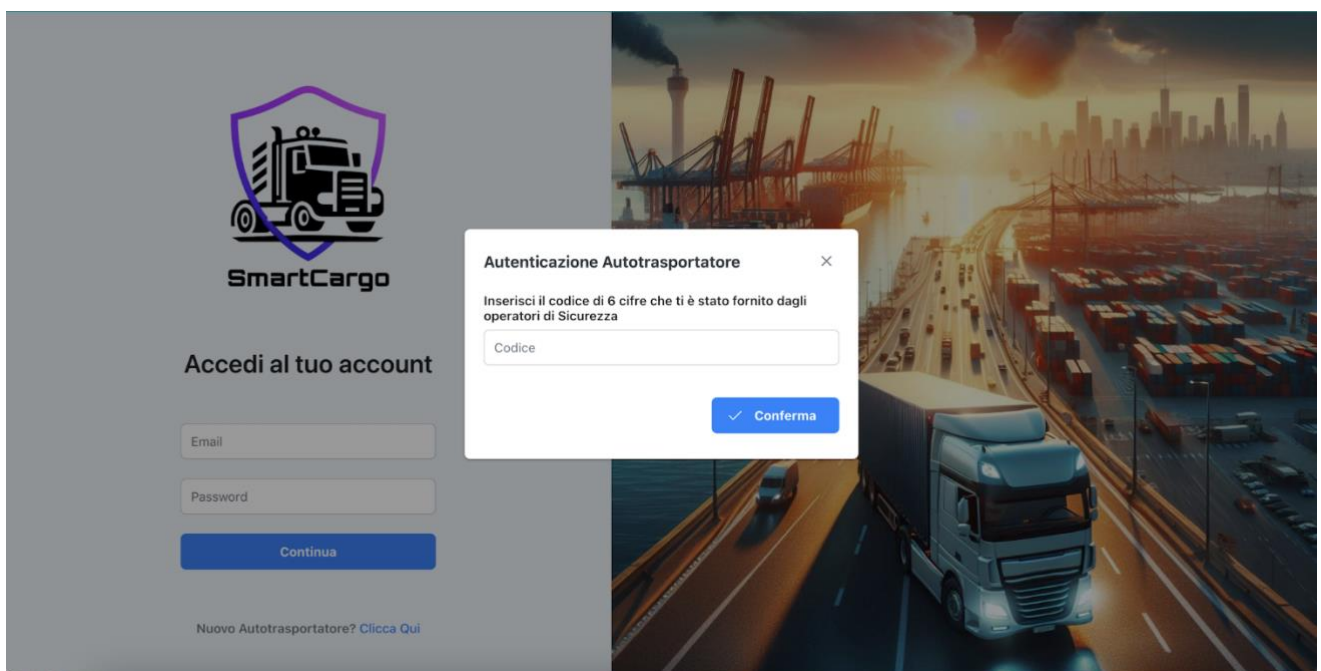 SmartCargo
Accedi al tuo account
Email
Password
Continua
Nuovo Autotrasportatore? Clicca Qui
Autenticazione Autotrasportatore
Inserisci il codice di 6 cifre che ti è stato fornito dagli
operatori di Sicurezza
Codice
Conferma